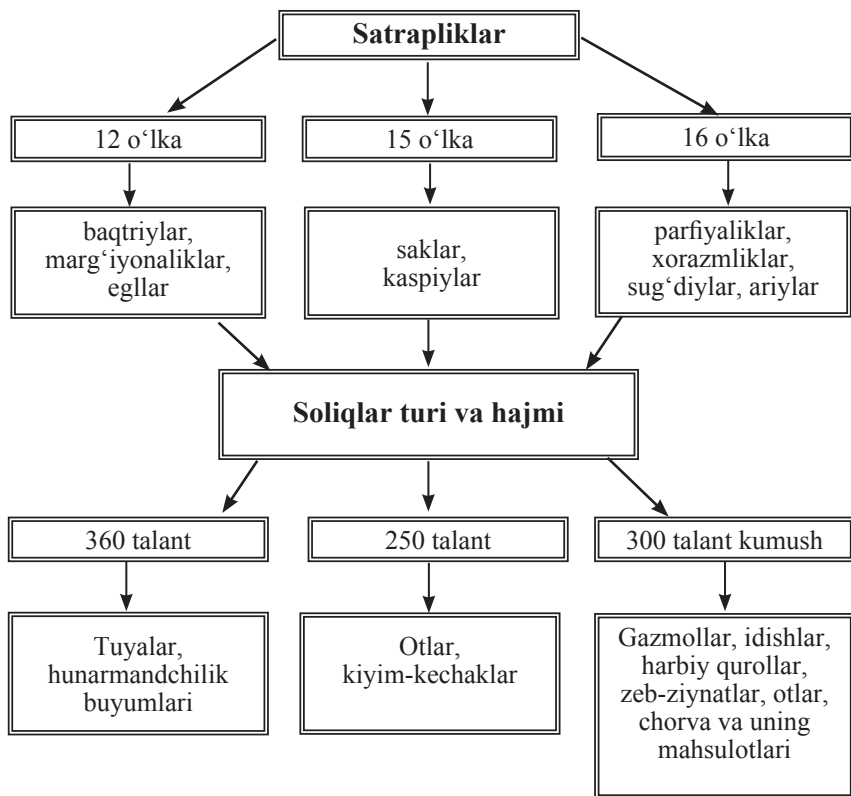 Satrapliklar
12 o‘lka
15 o‘lka
16 o‘lka
baqtriylar,
marg‘iyonaliklar,
egllar
saklar,
kaspiylar
parfiyaliklar,
xorazmliklar,
sug‘diylar, ariylar
Soliqlar turi va hajmi
360 talant
250 talant
300 talant kumush
Tuyalar,
hunarmandchilik
buyumlari
Otlar,
kiyim-kechaklar
Gazmollar, idishlar,
harbiy qurollar,
zeb-ziynatlar, otlar,
chorva va uning
mahsulotlari